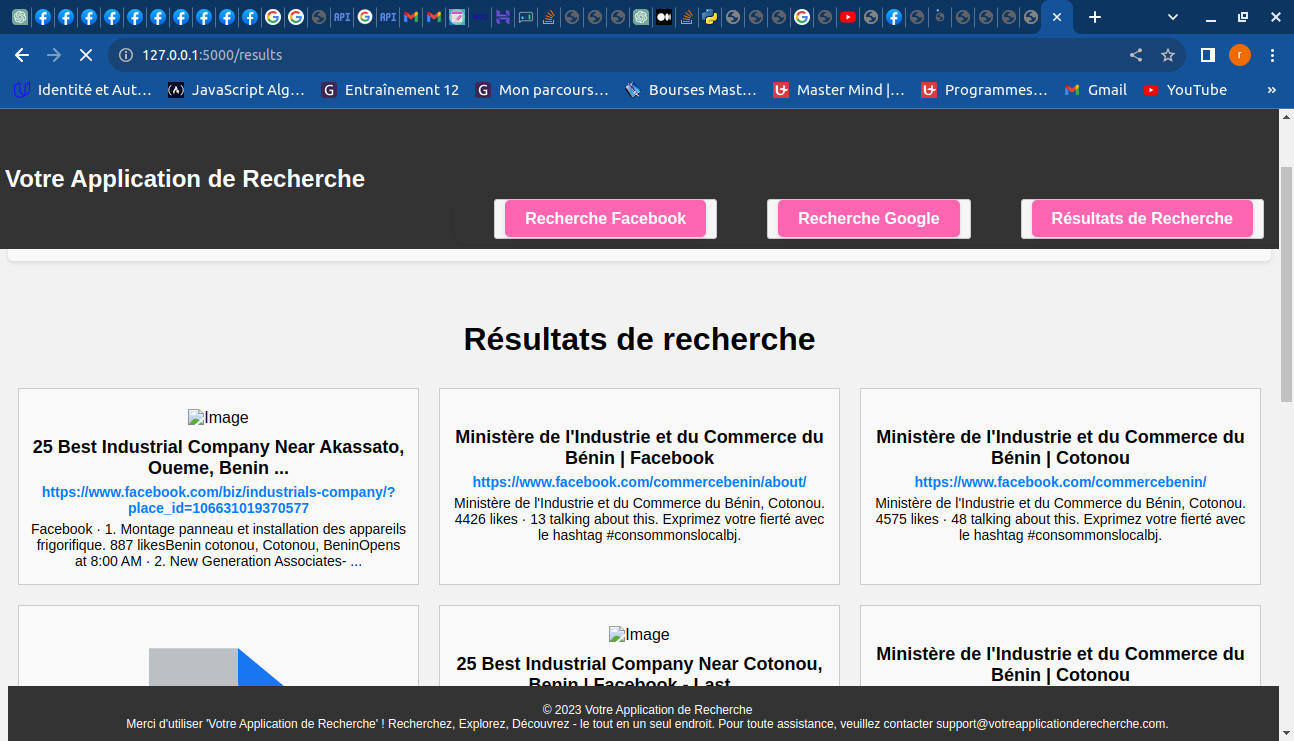 API
API
127.0.0.1:5000/results
r
Identité et Aut…
JavaScript Alg…
Entraînement 12
Mon parcours…
Bourses Mast…
Master Mind |…
Programmes…
Gmail
YouTube
»
Votre Application de Recherche
Recherche Facebook
Recherche Google
Résultats de Recherche
Résultats de recherche
Image
25 Best Industrial Company Near Akassato,
Oueme, Benin ...
https://www.facebook.com/biz/industrials-company/?
place_id=106631019370577
Facebook · 1. Montage panneau et installation des appareils
frigorifique. 887 likesBenin cotonou, Cotonou, BeninOpens
at 8:00 AM · 2. New Generation Associates- ...
Ministère de l'Industrie et du Commerce du
Bénin | Facebook
https://www.facebook.com/commercebenin/about/
Ministère de l'Industrie et du Commerce du Bénin, Cotonou.
4426 likes · 13 talking about this. Exprimez votre fierté avec
le hashtag #consommonslocalbj.
Ministère de l'Industrie et du Commerce du
Bénin | Cotonou
https://www.facebook.com/commercebenin/
Ministère de l'Industrie et du Commerce du Bénin, Cotonou.
4575 likes · 48 talking about this. Exprimez votre fierté avec
le hashtag #consommonslocalbj.
Image
25 Best Industrial Company Near Cotonou,
Benin | Facebook - Last
Ministère de l'Industrie et du Commerce du
Bénin | Cotonou
© 2023 Votre Application de Recherche
Merci d'utiliser 'Votre Application de Recherche' ! Recherchez, Explorez, Découvrez - le tout en un seul endroit. Pour toute assistance, veuillez contacter support@votreapplicationderecherche.com.